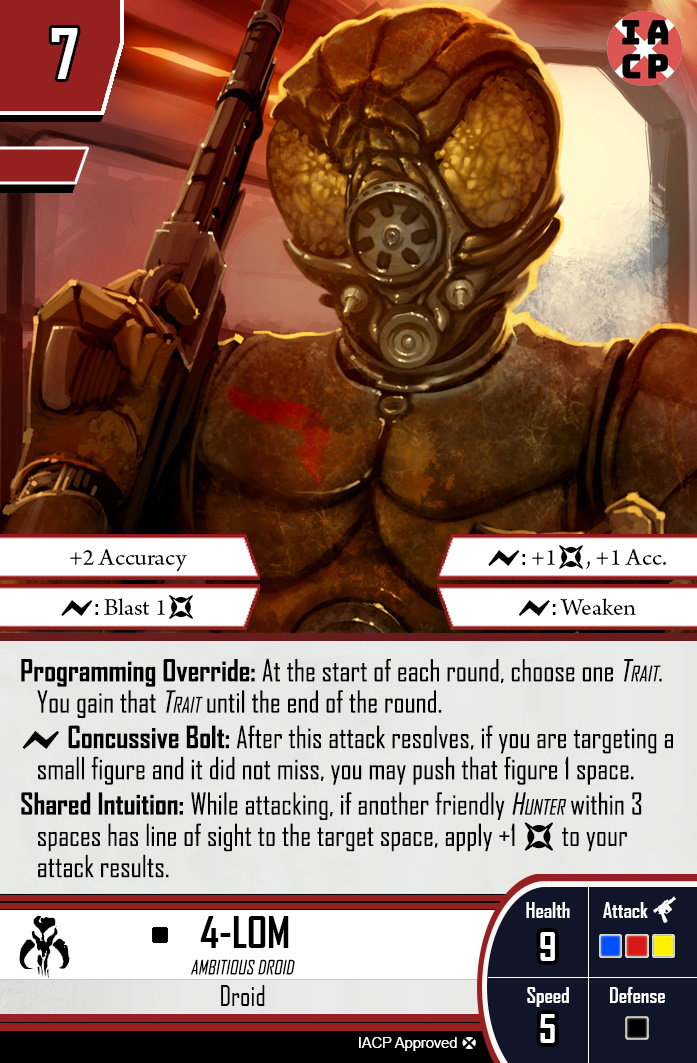 7
IA
CP
+2 Accuracy
: +1, +1 Acc.
: Blast 1
: Weaken
Programming Override: At the start of each round, choose one Trait.
You gain that Trait until the end of the round.
Concussive Bolt: After this attack resolves, if you are targeting a
small figure and it did not miss, you may push that figure 1 space.
Shared Intuition: While attacking, if another friendly Hunter within 3
spaces has line of sight to the target space, apply +1 to your
attack results.
4-LOM
AMBITIOUS DROID
Droid
Health
9
Attack
Speed
5
Defense
IACP Approved